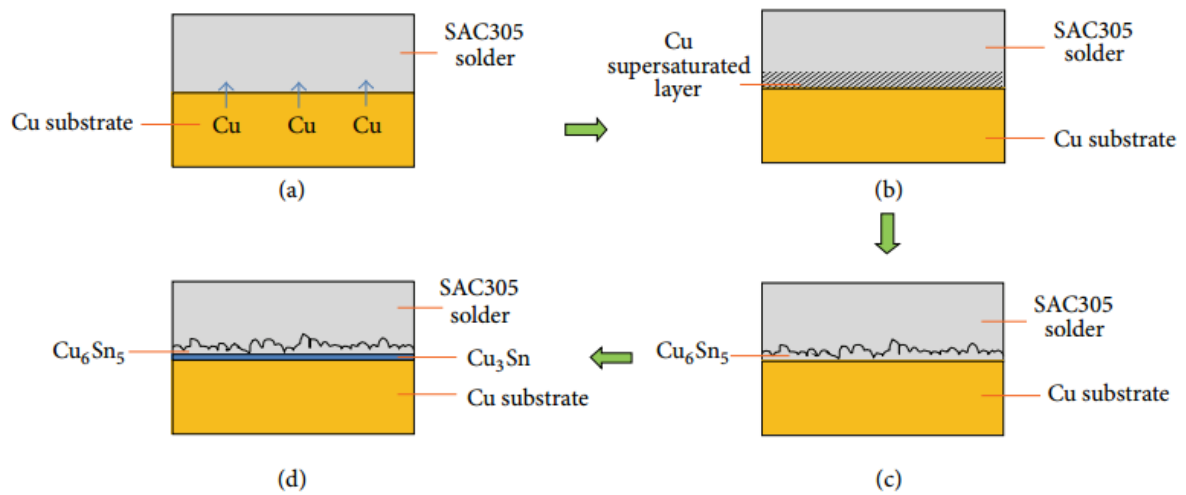 SAC305
solder
Cu substrate
Cu Cu Cu
(a)
Cu
supersaturated
layer
SAC305
solder
Cu substrate
(b)
SAC305
solder
Cu₆Sn₅
Cu₃Sn
Cu substrate
(d)
SAC305
solder
Cu₆Sn₅
Cu substrate
(c)